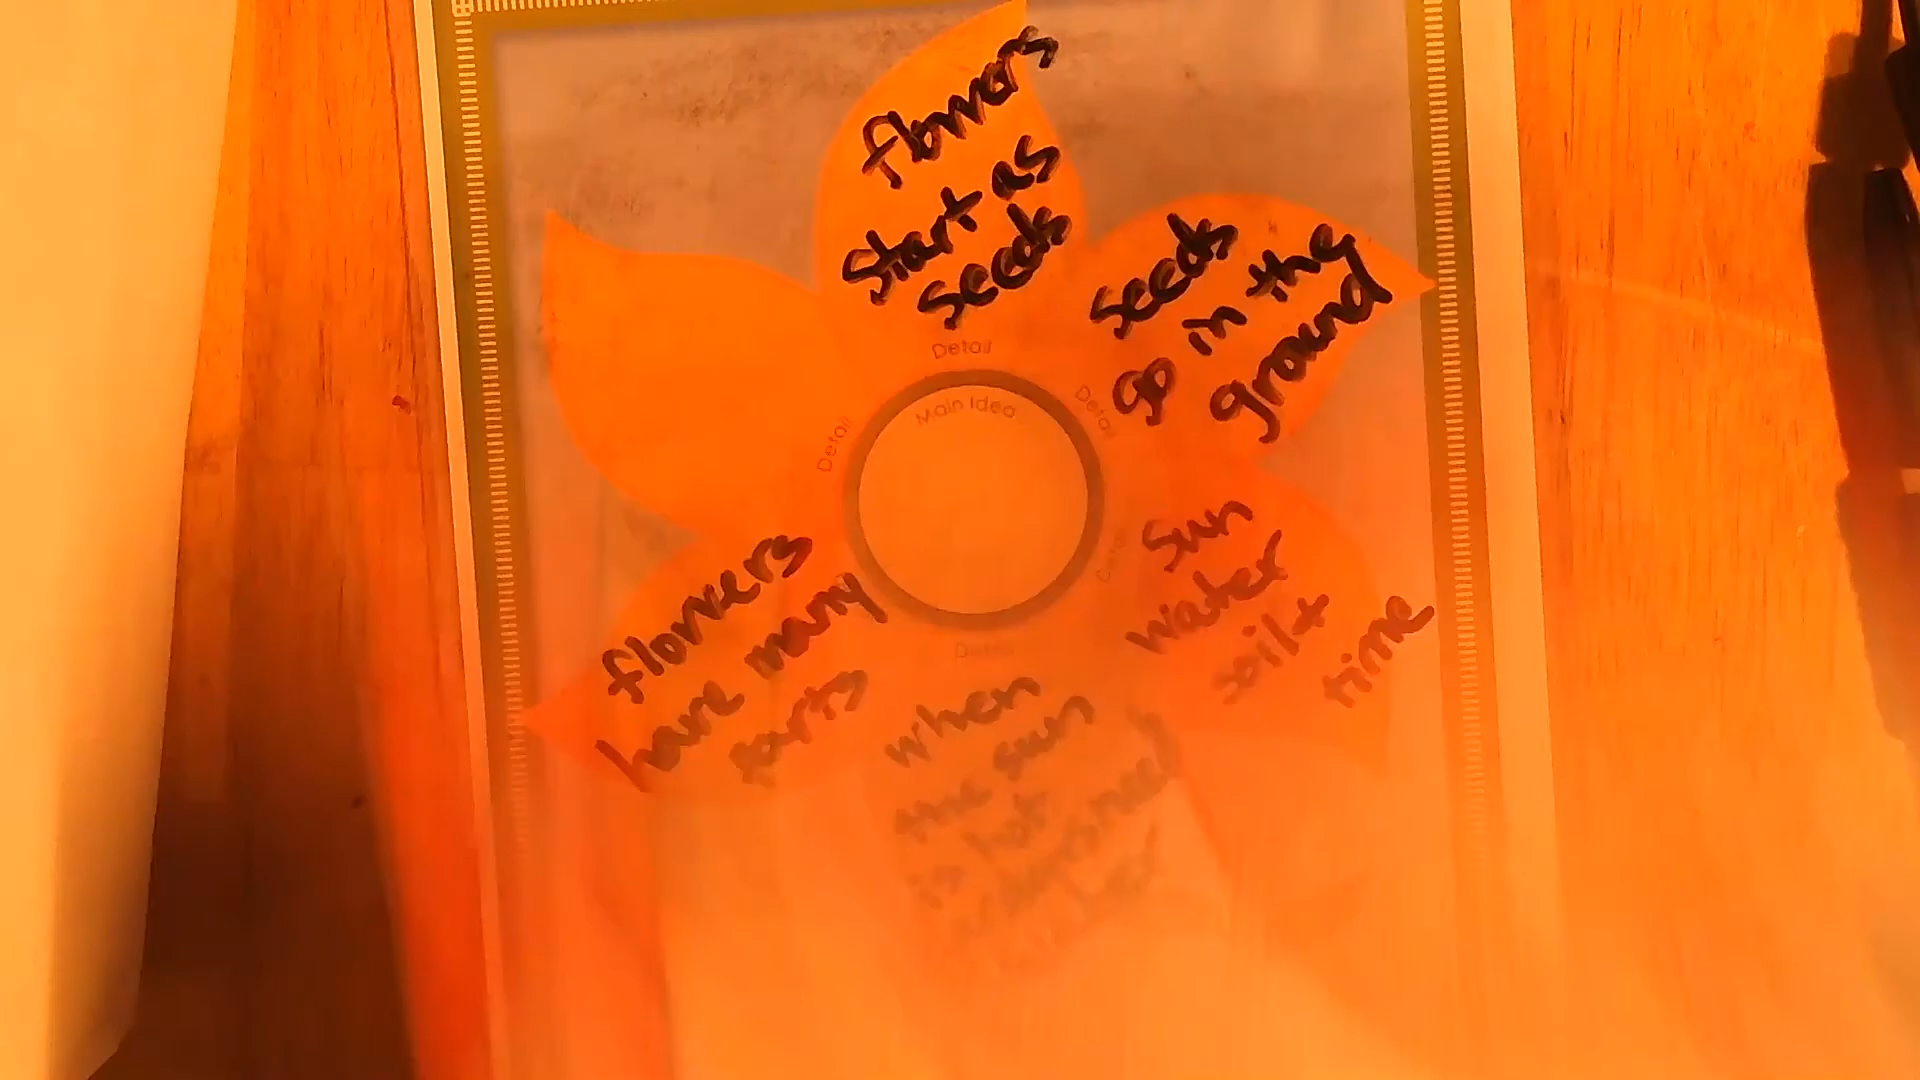 flowers
start as
seeds
Detail
seeds
go in the
ground
Detail
Main Idea
Detail
sun
water
soil +
time
Detail
flowers
have many
parts
Detail
when
the sun
is hot
need